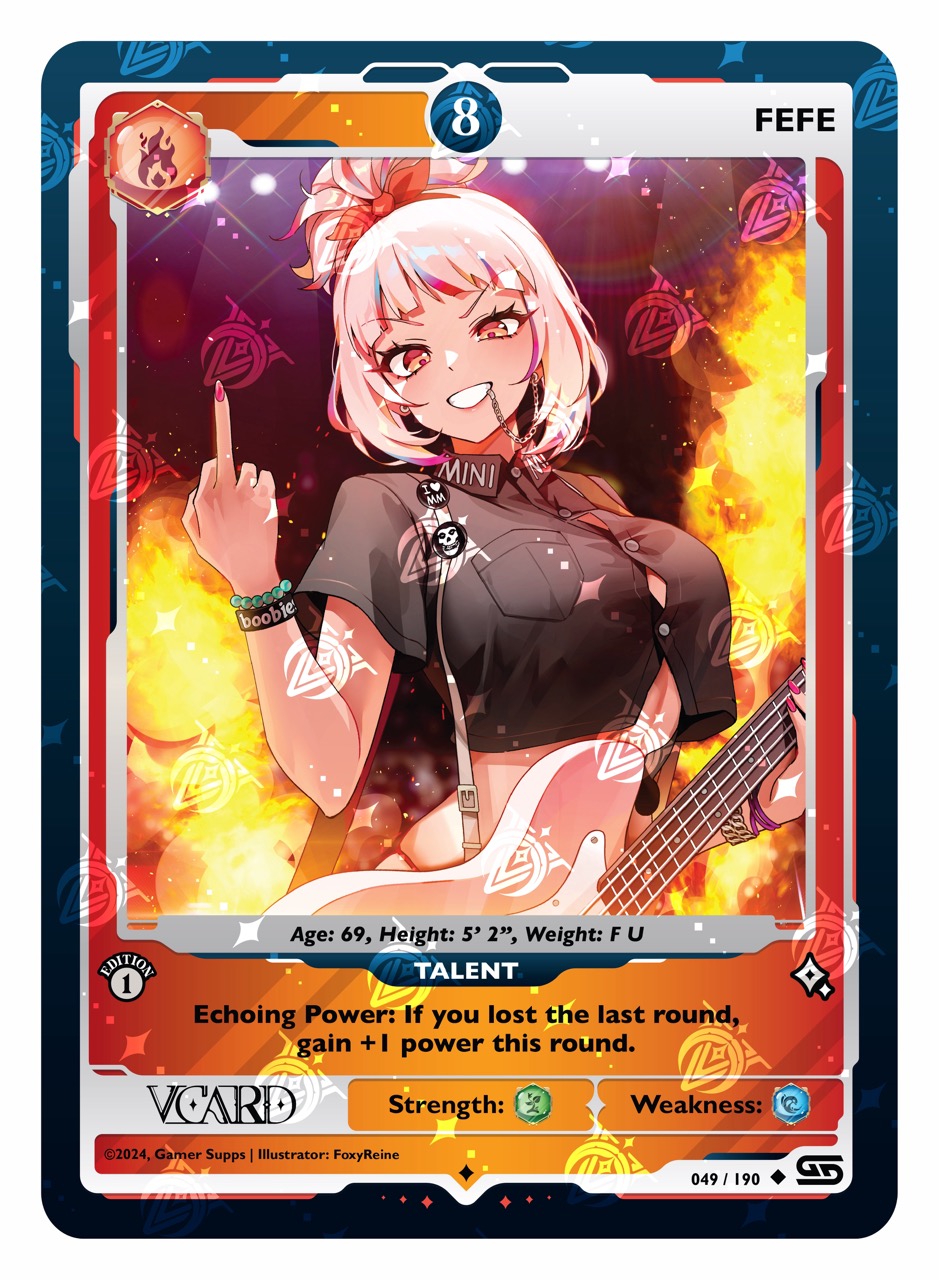 8
FEFE
MINI
I ♥
MM
boobie!
Age: 69, Height: 5’ 2”, Weight: F U
EDITION
1
TALENT
Echoing Power: If you lost the last round,
gain +1 power this round.
VCARD
Strength:
Weakness:
©2024, Gamer Supps | Illustrator: FoxyReine
049 / 190
GS